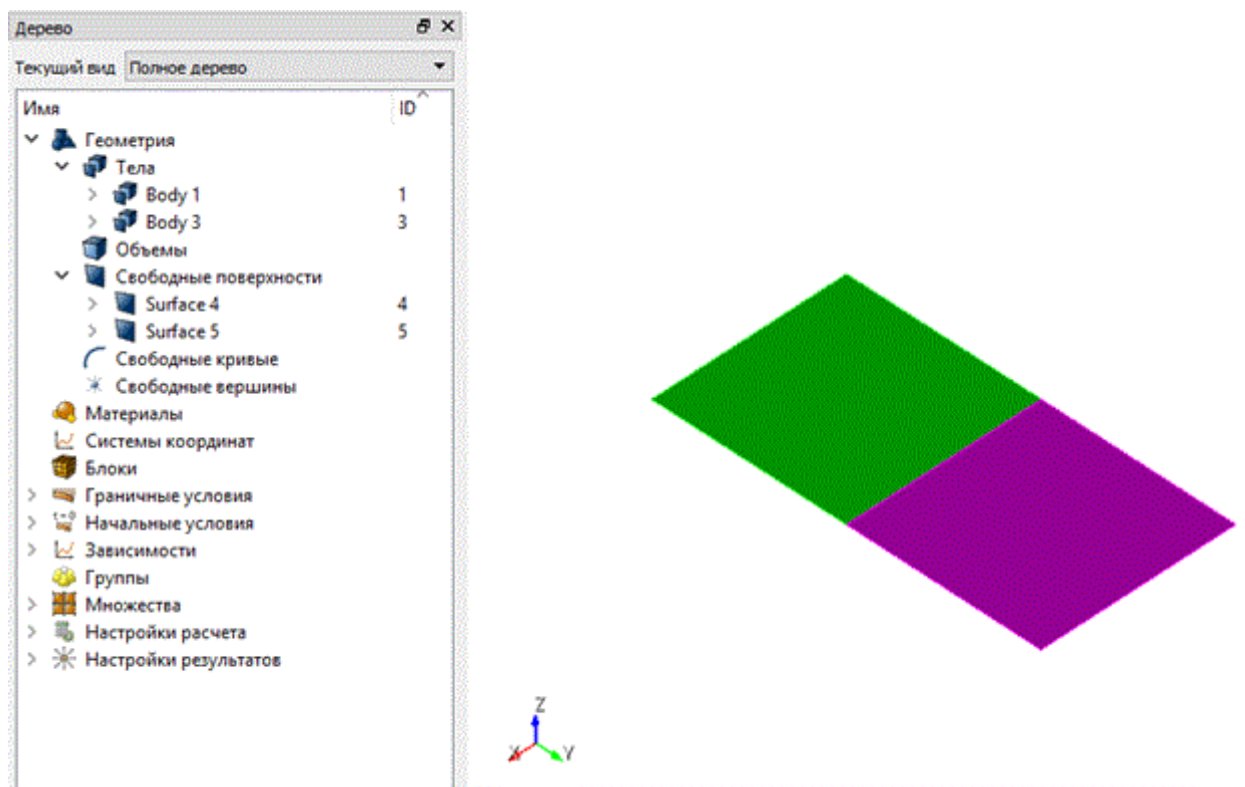 Дерево
Текущий вид Полное дерево
Имя ID
Геометрия
Тела
Body 1 1
Body 3 3
Объемы
Свободные поверхности
Surface 4 4
Surface 5 5
Свободные кривые
Свободные вершины
Материалы
Системы координат
Блоки
Граничные условия
Начальные условия
Зависимости
Группы
Множества
Настройки расчета
Настройки результатов
Z
X Y